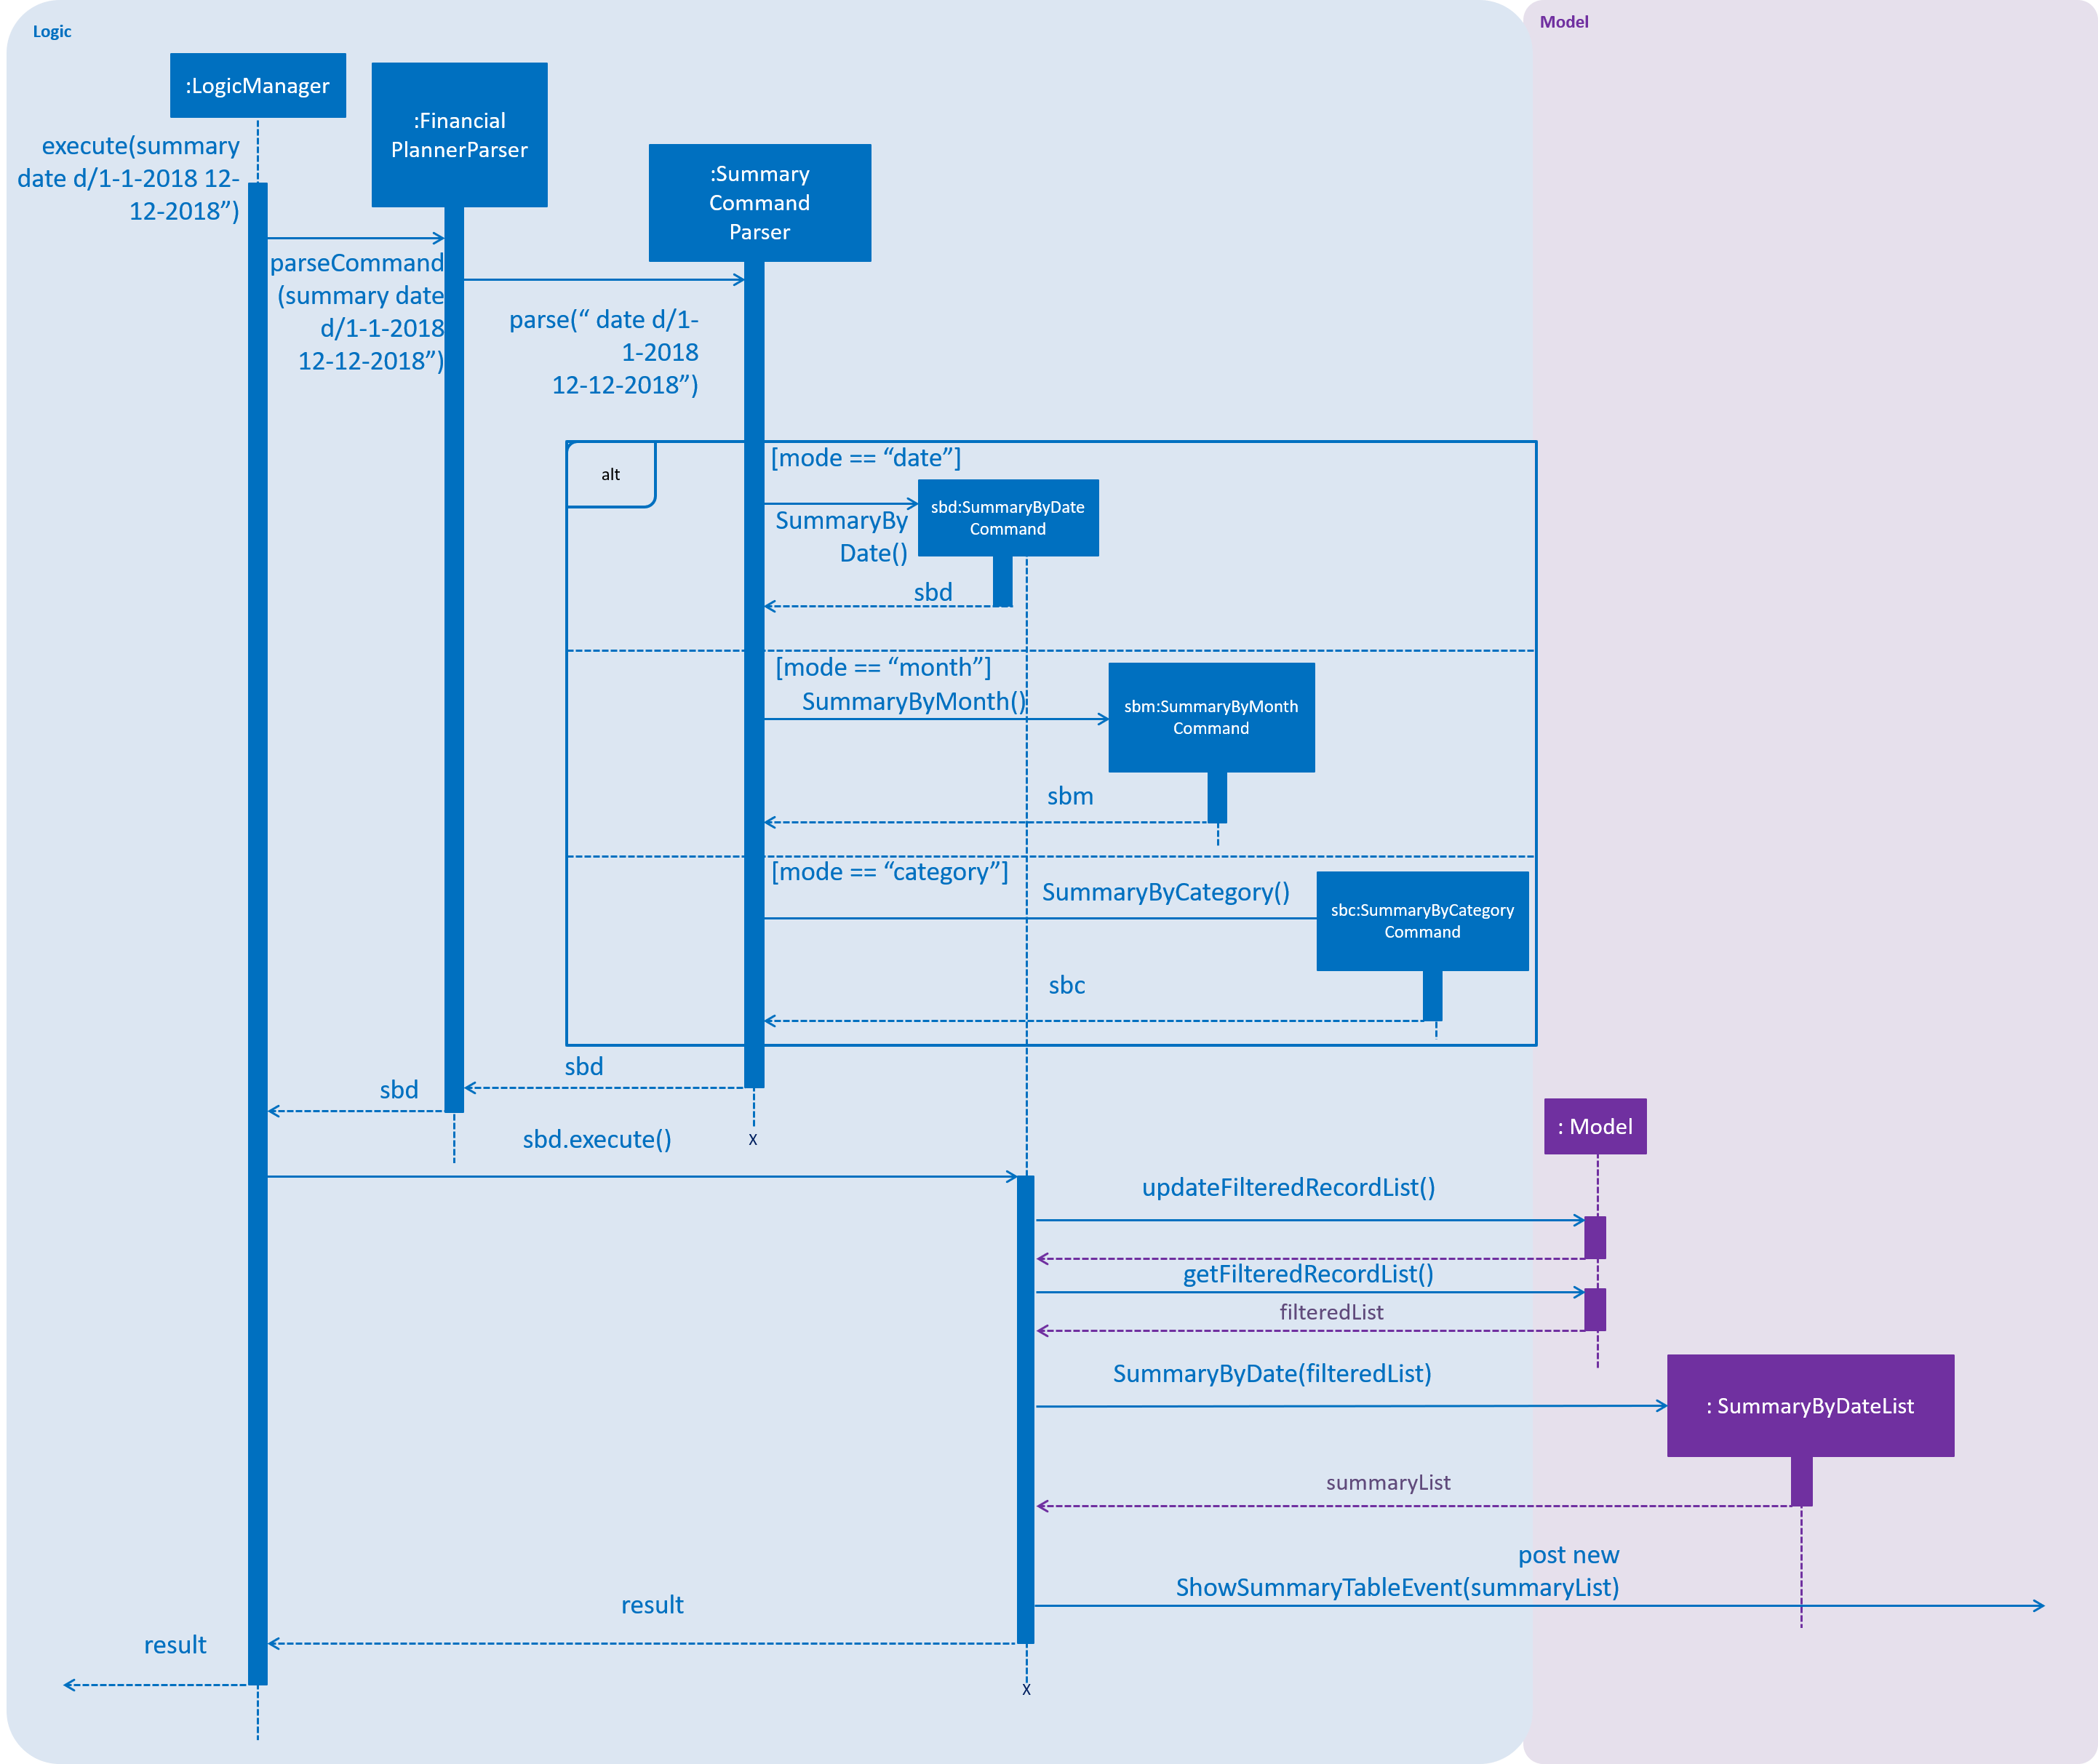 Logic
Model
:LogicManager
:Financial
PlannerParser
execute(summary
date d/1-1-2018 12-
12-2018”)
:Summary
Command
Parser
parseCommand
(summary date
d/1-1-2018
12-12-2018”)
parse(“ date d/1-
1-2018
12-12-2018”)
alt
[mode == “date”]
sbd:SummaryByDate
Command
SummaryBy
Date()
sbd
[mode == “month”]
SummaryByMonth()
sbm:SummaryByMonth
Command
sbm
[mode == “category”]
SummaryByCategory()
sbc:SummaryByCategory
Command
sbc
sbd
sbd
: Model
sbd.execute()
X
updateFilteredRecordList()
getFilteredRecordList()
filteredList
SummaryByDate(filteredList)
: SummaryByDateList
summaryList
post new
ShowSummaryTableEvent(summaryList)
result
result
X